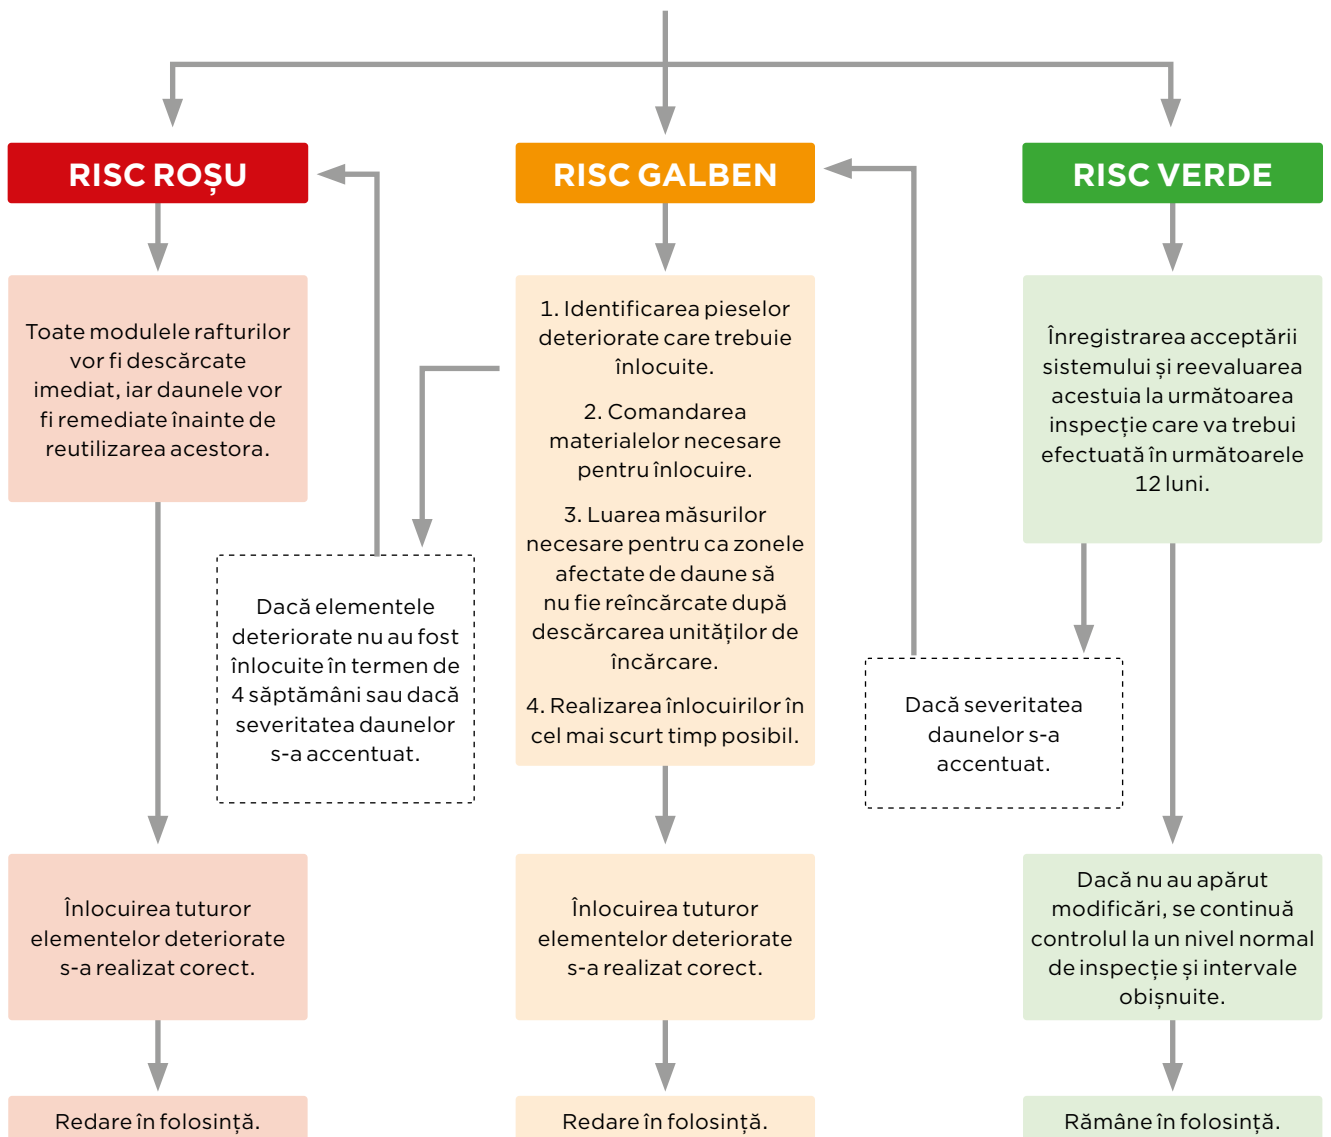 RISC ROȘU
RISC GALBEN
RISC VERDE
Toate modulele rafturilor
vor fi descărcate
imediat, iar daunele vor
fi remediate înainte de
reutilizarea acestora.
1. Identificarea pieselor
deteriorate care trebuie
înlocuite.
2. Comandarea
materialelor necesare
pentru înlocuire.
3. Luarea măsurilor
necesare pentru ca zonele
afectate de daune să
nu fie reîncărcate după
descărcarea unităților de
încărcare.
4. Realizarea înlocuirilor în
cel mai scurt timp posibil.
Înregistrarea acceptării
sistemului și reevaluarea
acestuia la următoarea
inspecție care va trebui
efectuată în următoarele
12 luni.
Dacă elementele
deteriorate nu au fost
înlocuite în termen de
4 săptămâni sau dacă
severitatea daunelor
s-a accentuat.
Dacă severitatea
daunelor s-a
accentuat.
Înlocuirea tuturor
elementelor deteriorate
s-a realizat corect.
Înlocuirea tuturor
elementelor deteriorate
s-a realizat corect.
Dacă nu au apărut
modificări, se continuă
controlul la un nivel normal
de inspecție și intervale
obișnuite.
Redare în folosință.
Redare în folosință.
Rămâne în folosință.